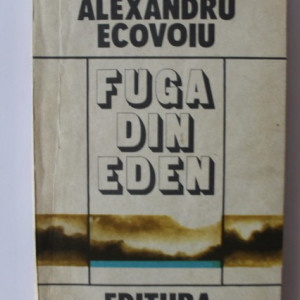 ALEXANDRU
ECOVOIU
FUGA
DIN
EDEN
EDITURA